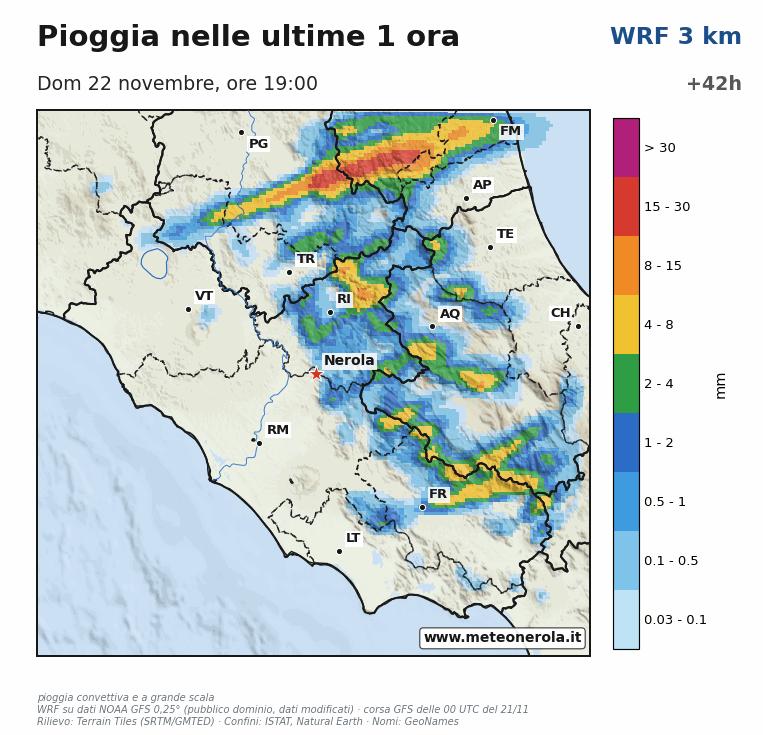 Pioggia nelle ultime 1 ora
WRF 3 km
Dom 22 novembre, ore 19:00
+42h
PG
FM
AP
TE
TR
VT
RI
AQ
CH
Nerola
RM
FR
LT
> 30
15 - 30
8 - 15
4 - 8
2 - 4
1 - 2
0.5 - 1
0.1 - 0.5
0.03 - 0.1
mm
www.meteonerola.it
pioggia convettiva e a grande scala
WRF su dati NOAA GFS 0,25° (pubblico dominio, dati modificati) · corsa GFS delle 00 UTC del 21/11
Rilievo: Terrain Tiles (SRTM/GMTED) · Confini: ISTAT, Natural Earth · Nomi: GeoNames